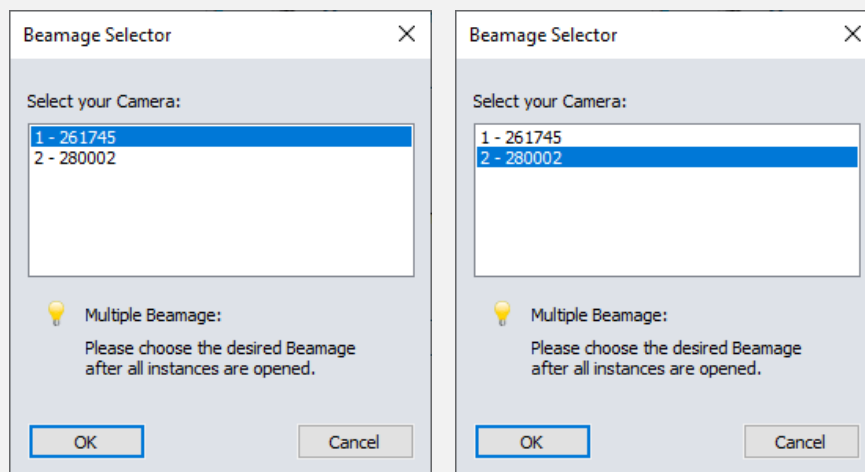 Beamage Selector
Select your Camera:
1 - 261745
2 - 280002
Multiple Beamage:
Please choose the desired Beamage
after all instances are opened.
OK
Cancel
Beamage Selector
Select your Camera:
1 - 261745
2 - 280002
Multiple Beamage:
Please choose the desired Beamage
after all instances are opened.
OK
Cancel